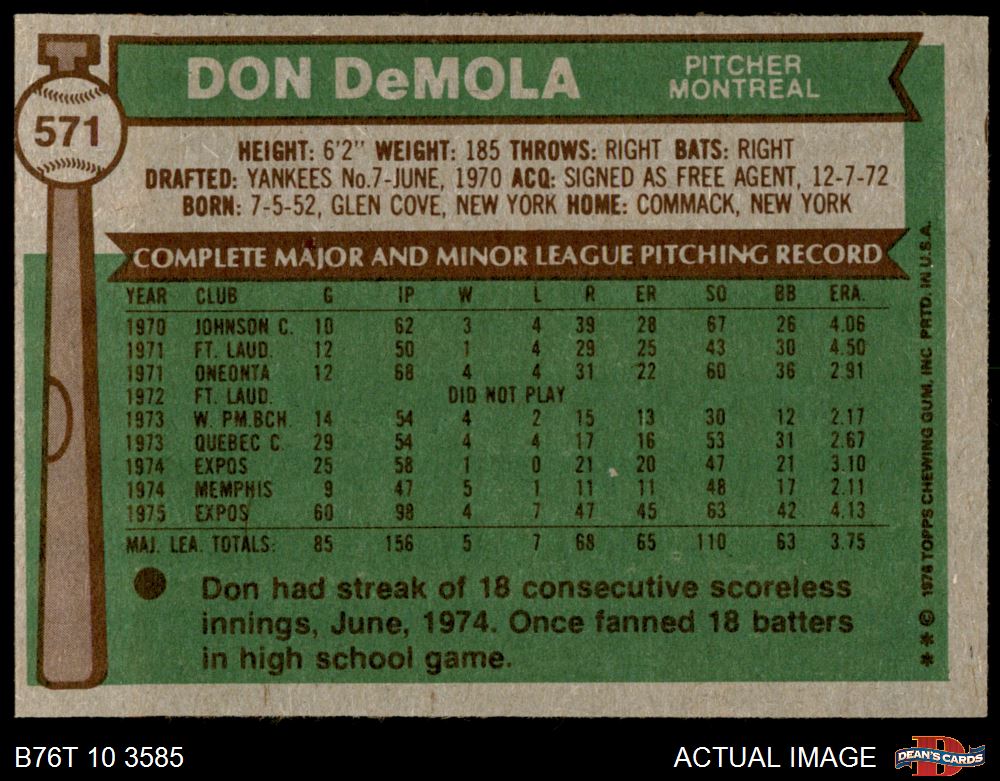 571
DON DeMOLA
PITCHER
MONTREAL
HEIGHT: 6'2" WEIGHT: 185 THROWS: RIGHT BATS: RIGHT
DRAFTED: YANKEES No.7-JUNE, 1970 ACQ: SIGNED AS FREE AGENT, 12-7-72
BORN: 7-5-52, GLEN COVE, NEW YORK HOME: COMMACK, NEW YORK
COMPLETE MAJOR AND MINOR LEAGUE PITCHING RECORD
YEAR CLUB G IP W L R ER SO BB ERA.
1970 JOHNSON C. 10 62 3 4 39 28 67 26 4.06
1971 FT. LAUD. 12 50 1 4 29 25 43 30 4.50
1971 ONEONTA 12 68 4 4 31 22 60 36 2.91
1972 FT. LAUD. DID NOT PLAY
1973 W. PM.BCH. 14 54 4 2 15 13 30 12 2.17
1973 QUEBEC C. 29 54 4 4 17 16 53 31 2.67
1974 EXPOS 25 58 1 0 21 20 47 21 3.10
1974 MEMPHIS 9 47 5 1 11 11 48 17 2.11
1975 EXPOS 60 98 4 7 47 45 63 42 4.13
MAJ. LEA. TOTALS: 85 156 5 7 68 65 110 63 3.75
Don had streak of 18 consecutive scoreless
innings, June, 1974. Once fanned 18 batters
in high school game.
** © 1976 TOPPS CHEWING GUM, INC PRTD. IN U.S.A.
B76T 10 3585
ACTUAL IMAGE
D
DEAN'S CARDS